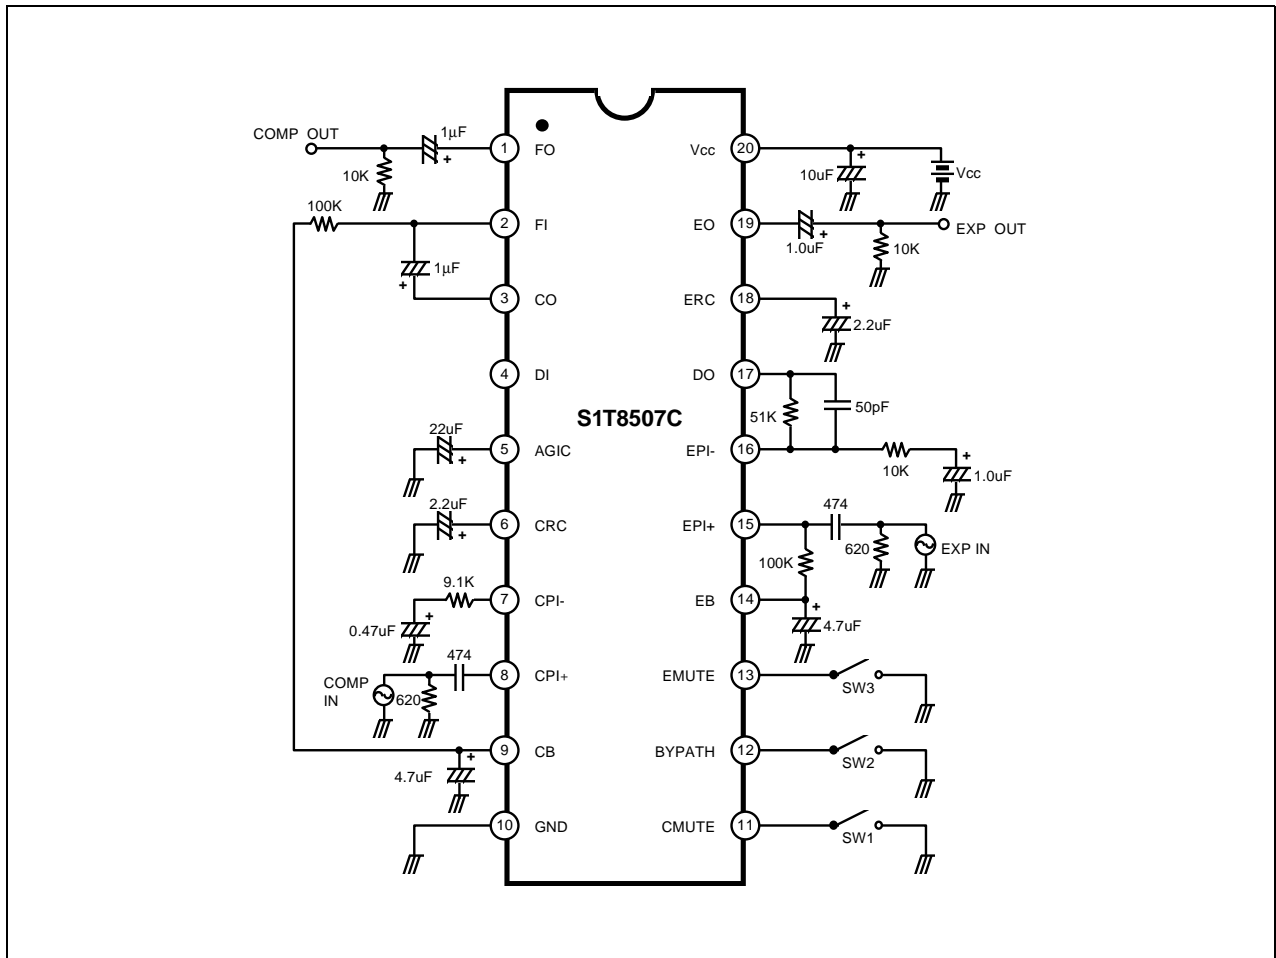 COMP OUT
1µF
+
10K
1
FO
100K
2
FI
1µF
+
3
CO
4
DI
22uF
+
5
AGIC
2.2uF
+
6
CRC
9.1K
+
0.47uF
7
CPI-
474
COMP
IN
620
8
CPI+
9
CB
+
4.7uF
10
GND
S1T8507C
Vcc
20
+
10uF
Vcc
EO
19
1.0uF
+
10K
EXP OUT
ERC
18
+
2.2uF
DO
17
51K
50pF
EPI-
16
10K
+
1.0uF
EPI+
15
474
620
EXP IN
100K
EB
14
+
4.7uF
EMUTE
13
SW3
BYPATH
12
SW2
CMUTE
11
SW1